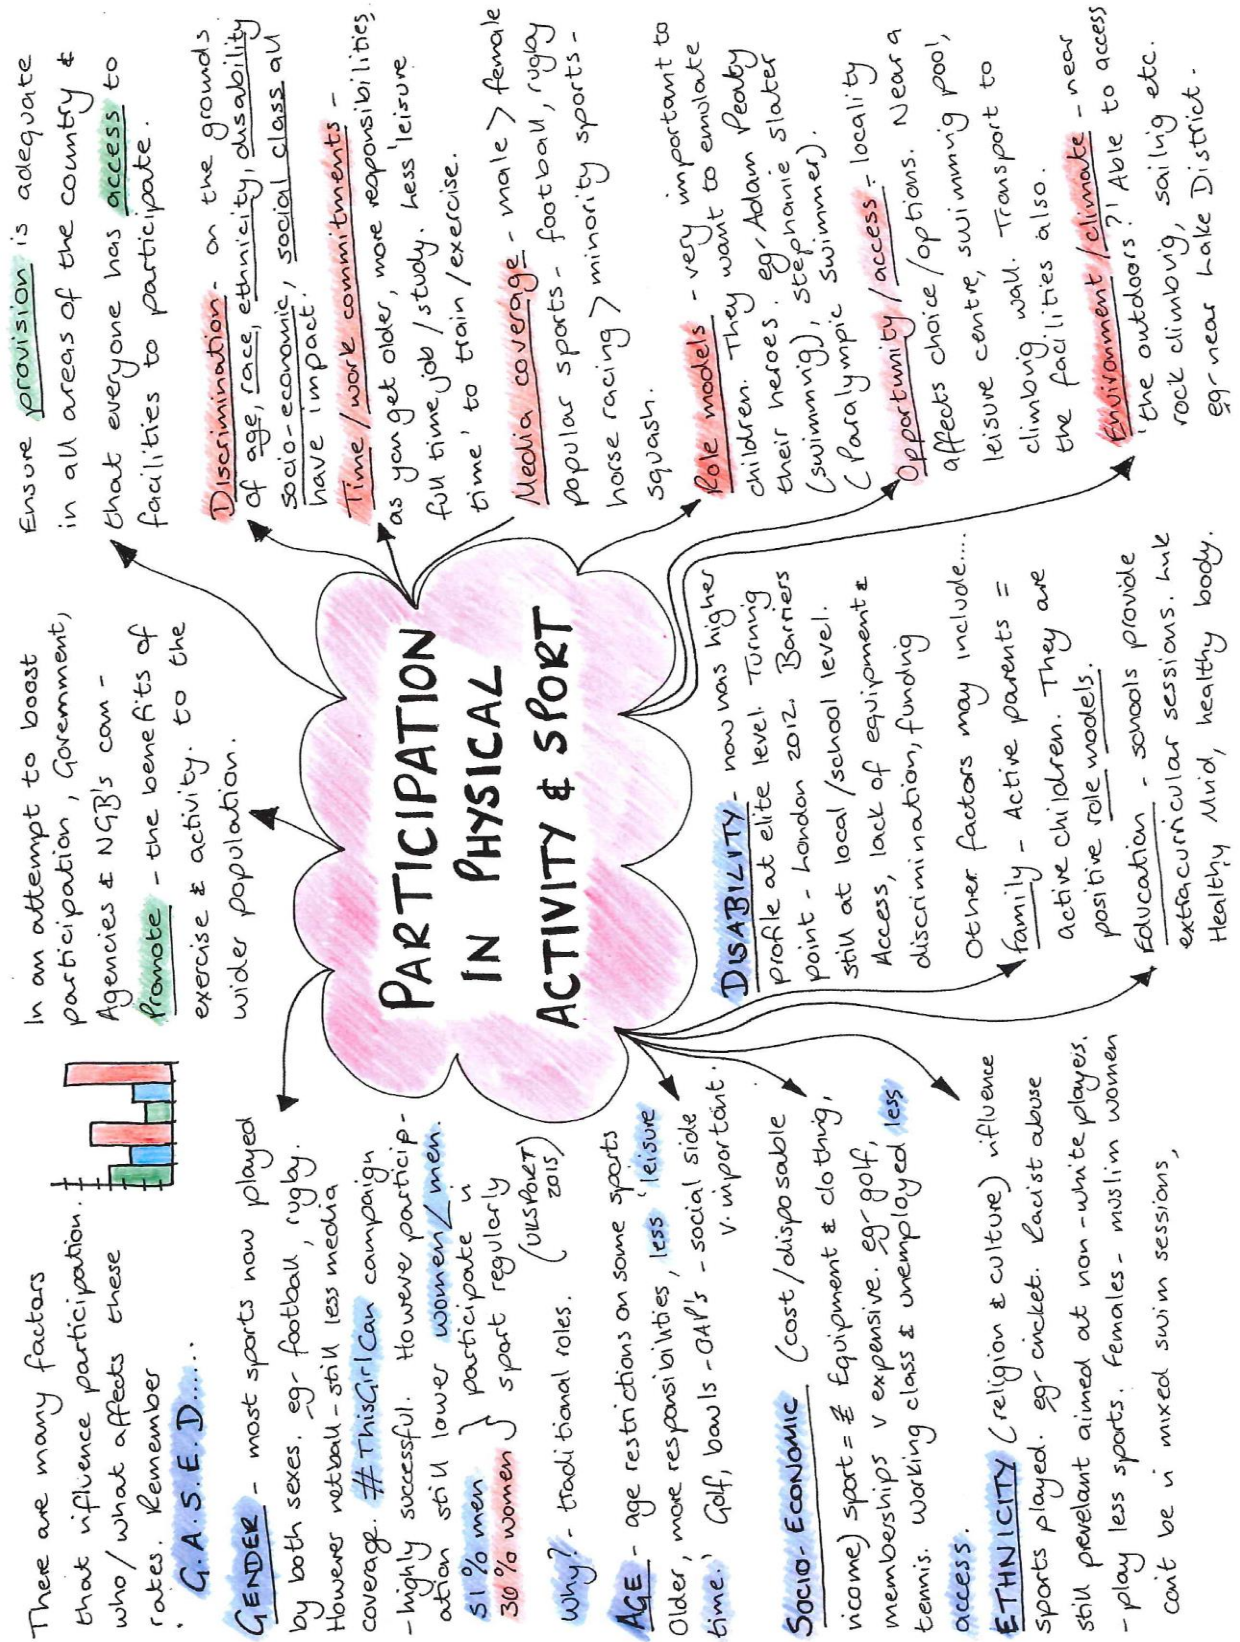 There are many factors
that influence participation.
who/what affects these
rates. Remember
G.A.S.E.D.....
GENDER - most sports now played
by both sexes. eg- football, rugby.
However netball - still less media
coverage. #ThisGirlCan campaign
- highly successful. However particip-
ation still lower women<men.
51% men } participate in
30% women } sport regularly
(UKSPORT 2015)
Why? - traditional roles.
AGE - age restrictions on some sports
Older, more responsibilities, less 'leisure
time.' Golf, bowls - OAP's - social side
v. important.
SOCIO-ECONOMIC (cost/disposable
income) sport = £ Equipment & clothing,
memberships v expensive. eg- golf,
tennis. Working class & unemployed less
access.
ETHNICITY (religion & culture) influence
sports played. eg- cricket. Racist abuse
still prevelant aimed at non-white players.
- play less sports. Females - muslim women
can't be in mixed swim sessions,
In an attempt to boost
participation, Government,
Agencies & NGB's can -
Promote - the benefits of
exercise & activity. to the
wider population.
PARTICIPATION
IN PHYSICAL
ACTIVITY & SPORT
DISABILITY - now has higher
profile at elite level. Turning
point - London 2012. Barriers
still at local/school level.
Access, lack of equipment &
discrimination, funding
Other factors may include....
Family - Active parents =
active children. They are
positive role models.
Education - schools provide
extracurricular sessions. Link
Healthy Mind, healthy body.
Ensure provision is adequate
in all areas of the country &
that everyone has access to
facilities to participate.
Discrimination - on the grounds
of age, race, ethnicity, disability
socio-economic, social class all
have impact.
Time/work commitments -
as you get older, more responsibilities,
full time job/study. Less 'leisure
time' to train/exercise.
Media coverage - male > female
popular sports - football, rugby
horse racing > minority sports -
squash.
Role models - very important to
children. They want to emulate
their heroes. eg- Adam Peaty
(swimming), Stephanie Slater
(Paralympic Swimmer).
Opportunity/access - locality
affects choice/options. Near a
leisure centre, swimming pool,
climbing wall. Transport to
the facilities also.
Environment/climate - near
'the outdoors'?! Able to access
rock climbing, sailing etc.
eg- near Lake District.